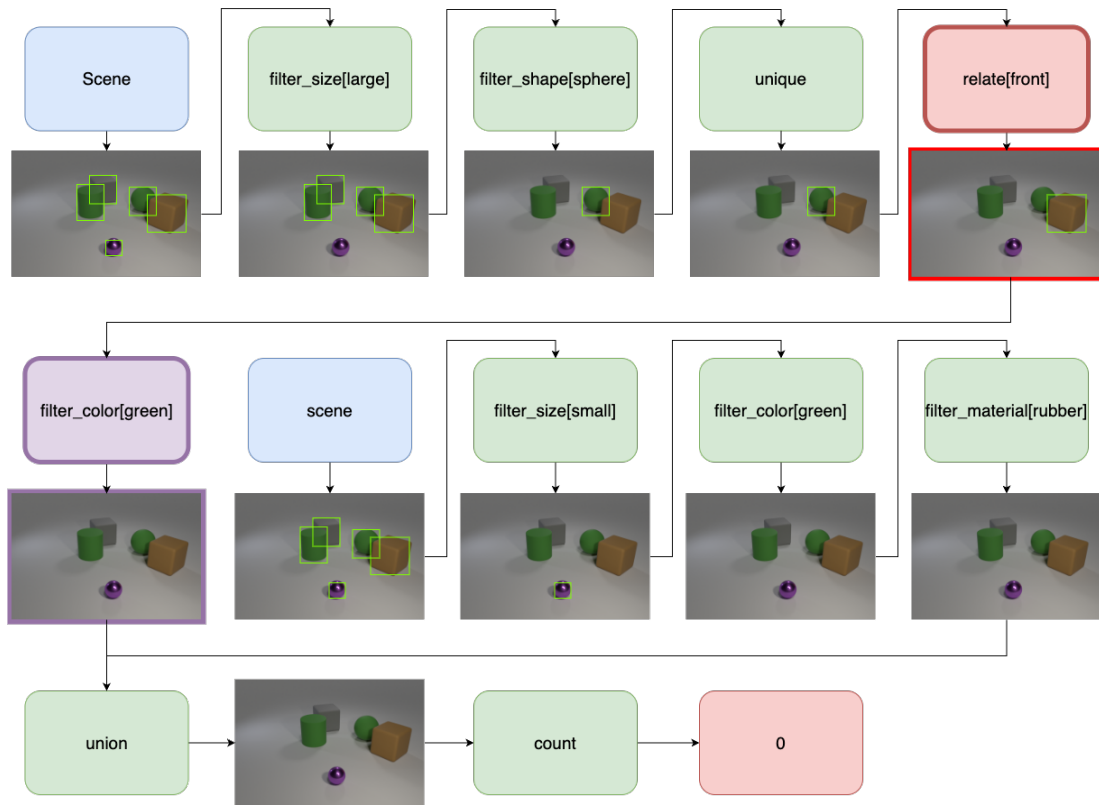 Scene
filter_size[large]
filter_shape[sphere]
unique
relate[front]
filter_color[green]
scene
filter_size[small]
filter_color[green]
filter_material[rubber]
union
count
0